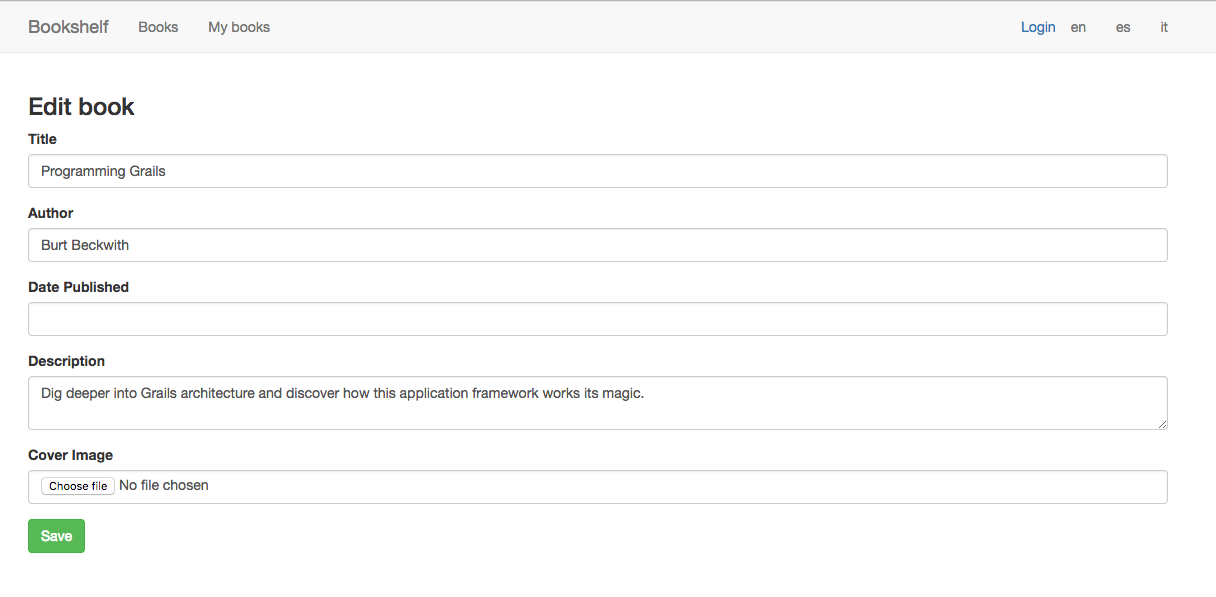 Bookshelf Books My books Login en es it
Edit book
Title
Programming Grails
Author
Burt Beckwith
Date Published
Description
Dig deeper into Grails architecture and discover how this application framework works its magic.
Cover Image
Choose file No file chosen
Save